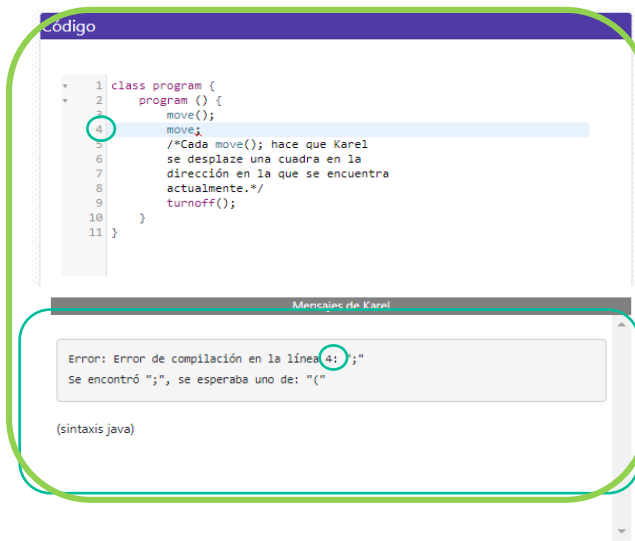 Código
1 class program {
2 program () {
3 move();
4 move;
5 /*Cada move(); hace que Karel
6 se desplaze una cuadra en la
7 dirección en la que se encuentra
8 actualmente.*/
9 turnoff();
10 }
11 }
Mensajes de Karel
Error: Error de compilación en la línea 4: ";"
Se encontró ";", se esperaba uno de: "("
(sintaxis java)